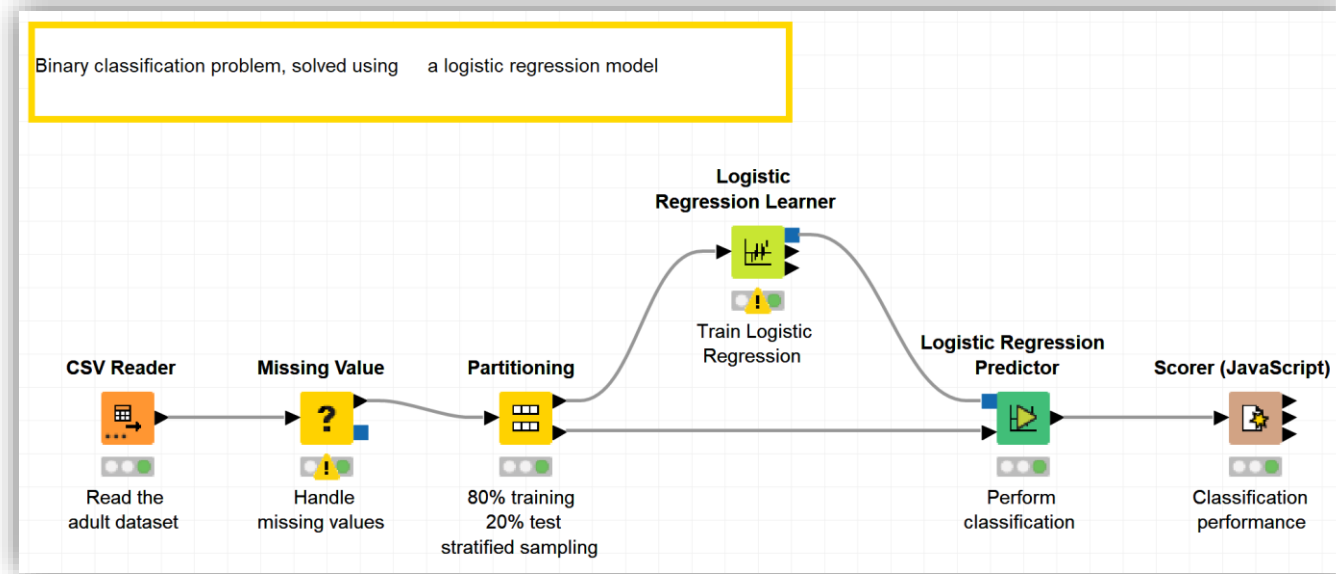 Binary classification problem, solved using a logistic regression model
Logistic
Regression Learner
Train Logistic
Regression
CSV Reader
Read the
adult dataset
Missing Value
?
Handle
missing values
Partitioning
80% training
20% test
stratified sampling
Logistic Regression
Predictor
Perform
classification
Scorer (JavaScript)
Classification
performance